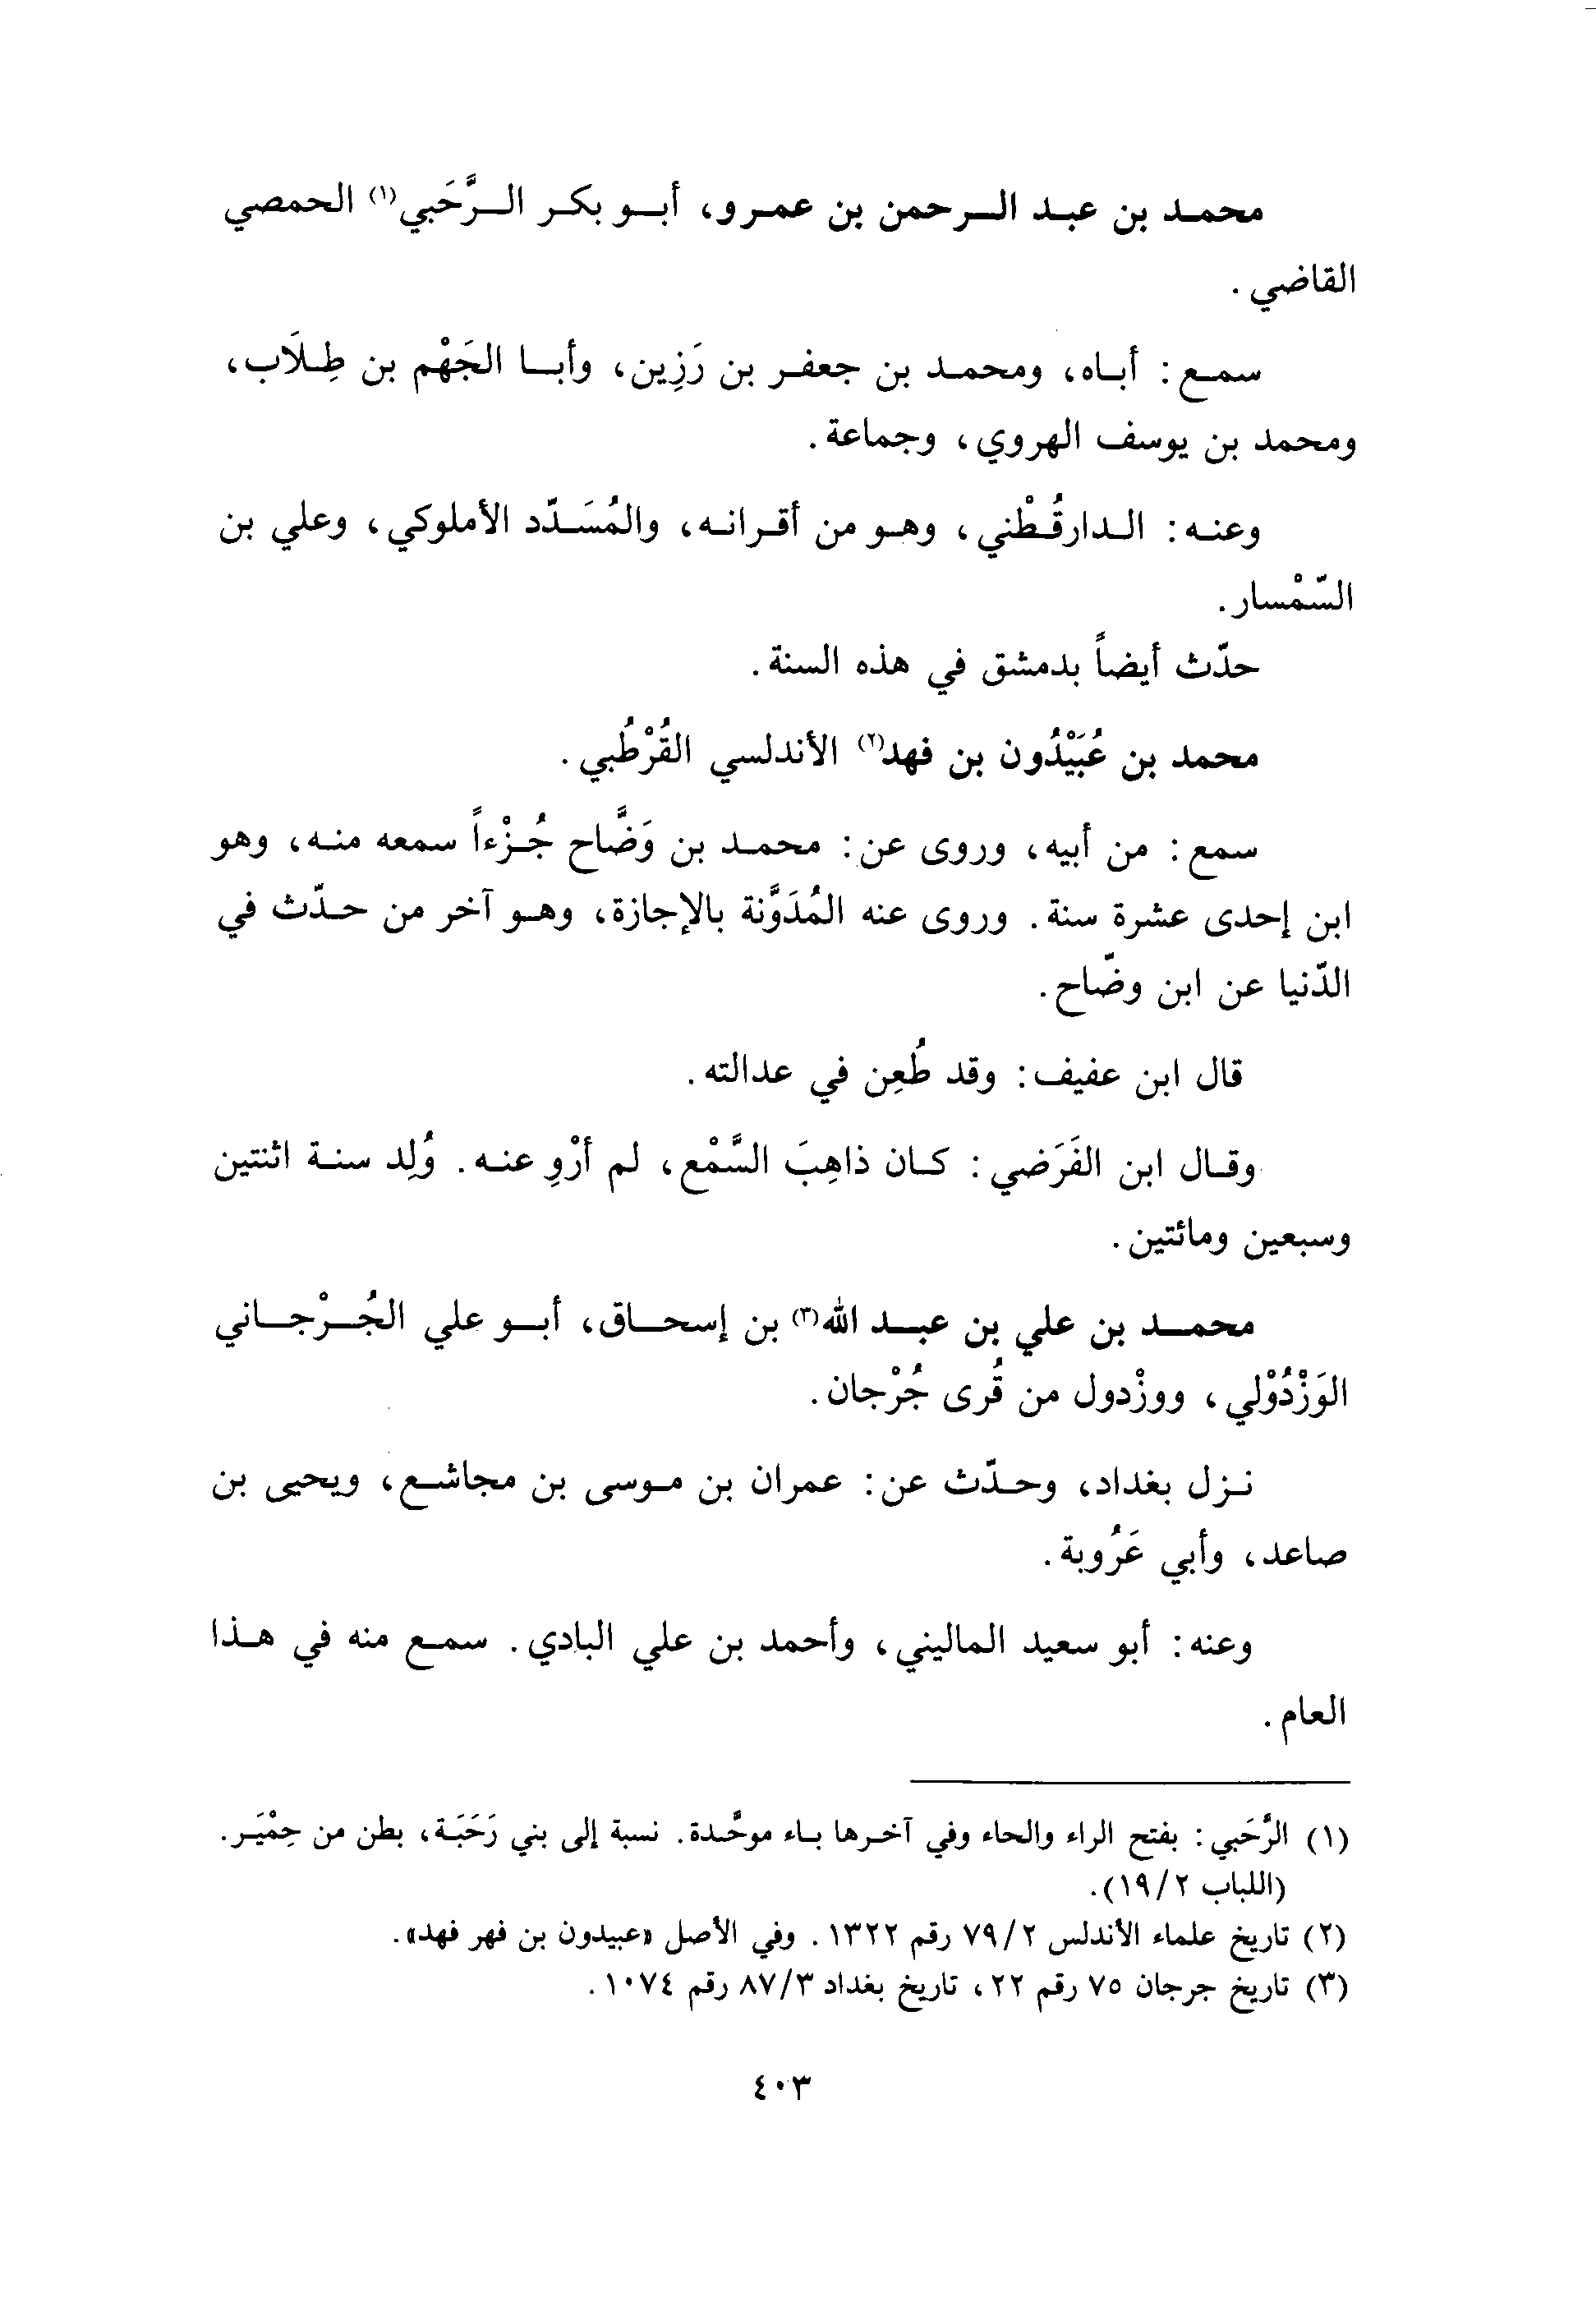 محمد بن عبد الرحمن بن عمرو، أبو بكر الرَّحَبي(١) الحمصي
القاضي.
سمع: أباه، ومحمد بن جعفر بن رَزِين، وأبا الجَهْم بن طِلَاب،
ومحمد بن يوسف الهروي، وجماعة.
وعنه: الدارقُطْني، وهو من أقرانه، والمُسَدّد الأملوكي، وعلي بن
السّمْسار.
حدّث أيضاً بدمشق في هذه السنة.
محمد بن عُبَيْدُون بن فهد(٢) الأندلسي القُرْطُبي.
سمع: من أبيه، وروى عن: محمد بن وَضَّاح جُزْءاً سمعه منه، وهو
ابن إحدى عشرة سنة. وروى عنه المُدَوَّنة بالإجازة، وهو آخر من حدّث في
الدّنيا عن ابن وضّاح.
قال ابن عفيف: وقد طُعِن في عدالته.
وقال ابن الفَرَضي: كان ذاهِبَ السَّمْع، لم أرْوِ عنه. وُلِد سنة اثنتين
وسبعين ومائتين.
محمد بن علي بن عبد الله(٣) بن إسحاق، أبو علي الجُرْجاني
الوَزْدُوْلي، ووزْدول من قُرى جُرْجان.
نزل بغداد، وحدّث عن: عمران بن موسى بن مجاشع، ويحيى بن
صاعد، وأبي عَرُوبة.
وعنه: أبو سعيد الماليني، وأحمد بن علي البادي. سمع منه في هذا
العام.
(١) الرَّحَبي: بفتح الراء والحاء وفي آخرها باء موحَّدة. نسبة إلى بني رَحَبَة، بطن من حِمْيَر.
(اللباب ١٩/٢).
(٢) تاريخ علماء الأندلس ٧٩/٢ رقم ١٣٢٢. وفي الأصل «عبيدون بن فهر فهد».
(٣) تاريخ جرجان ٧٥ رقم ٢٢، تاريخ بغداد ٨٧/٣ رقم ١٠٧٤.
٤٠٣